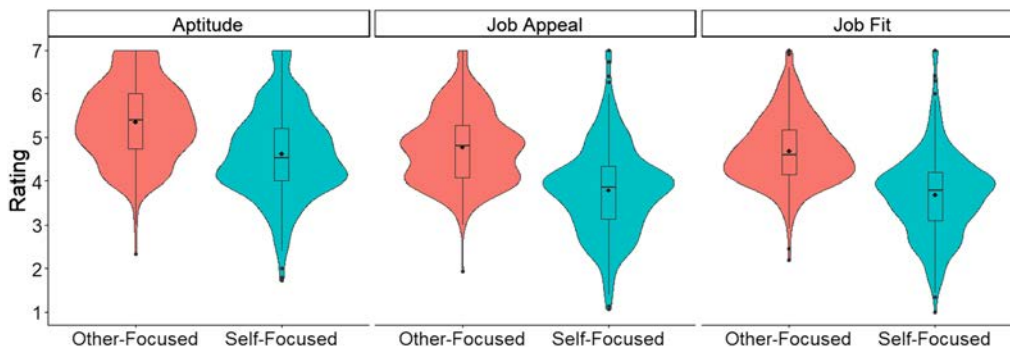 Aptitude
Job Appeal
Job Fit
Rating
7
6
5
4
3
2
1
Other-Focused
Self-Focused
Other-Focused
Self-Focused
Other-Focused
Self-Focused